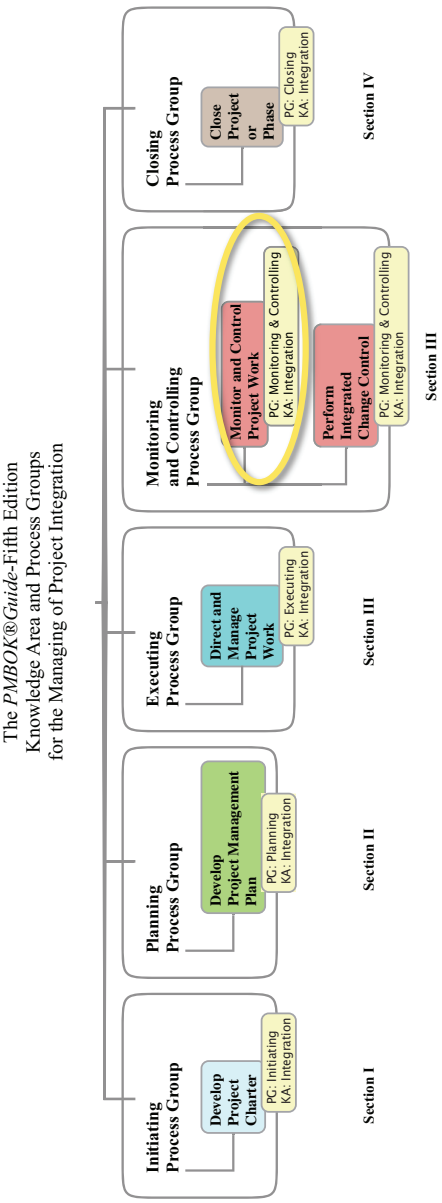 The PMBOK®Guide-Fifth Edition
Knowledge Area and Process Groups
for the Managing of Project Integration
Initiating
Process Group
Develop
Project
Charter
PG: Initiating
KA: Integration
Section I
Planning
Process Group
Develop
Project Management
Plan
PG: Planning
KA: Integration
Section II
Executing
Process Group
Direct and
Manage
Project
Work
PG: Executing
KA: Integration
Section III
Monitoring
and Controlling
Process Group
Monitor and Control
Project Work
PG: Monitoring & Controlling
KA: Integration
Perform
Integrated
Change Control
PG: Monitoring & Controlling
KA: Integration
Section III
Closing
Process Group
Close
Project
or
Phase
PG: Closing
KA: Integration
Section IV